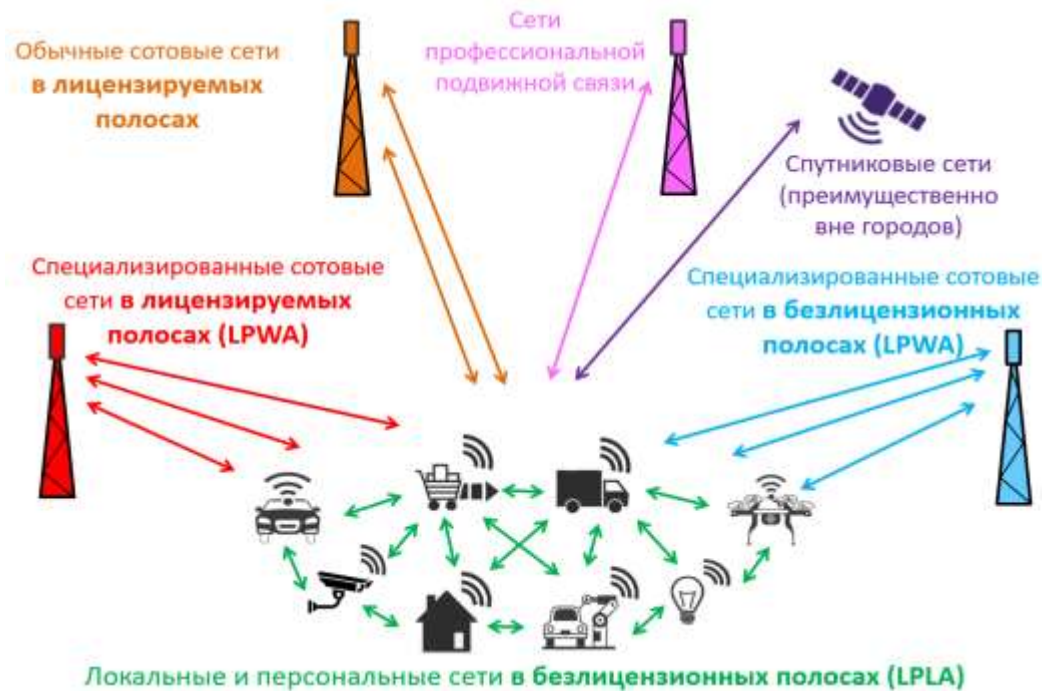 Обычные сотовые сети
в лицензируемых
полосах
Сети
профессиональной
подвижной связи
Спутниковые сети
(преимущественно
вне городов)
Специализированные сотовые
сети в лицензируемых
полосах (LPWA)
Специализированные сотовые
сети в безлицензионных
полосах (LPWA)
Локальные и персональные сети в безлицензионных полосах (LPLA)